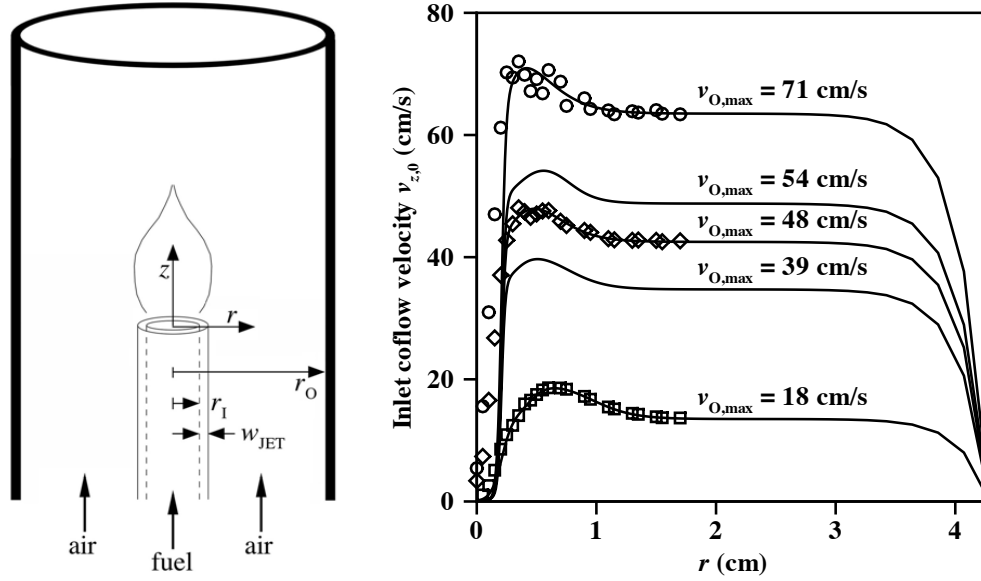 z
r
r_O
r_I
w_JET
air
fuel
air
Inlet coflow velocity v_z,0 (cm/s)
80
60
40
20
0
v_O,max = 71 cm/s
v_O,max = 54 cm/s
v_O,max = 48 cm/s
v_O,max = 39 cm/s
v_O,max = 18 cm/s
0 1 2 3 4
r (cm)